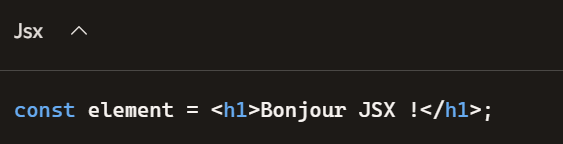 Jsx
const element = <h1>Bonjour JSX !</h1>;